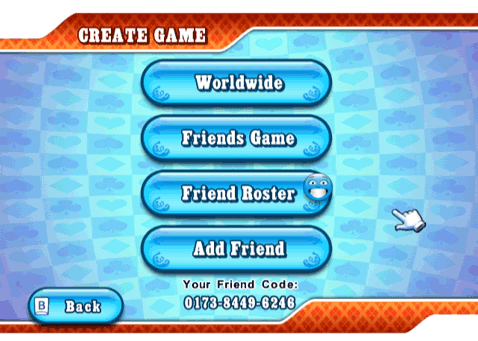 CREATE GAME
Worldwide
Friends Game
Friend Roster
Add Friend
Your Friend Code:
0173-8449-6246
B Back